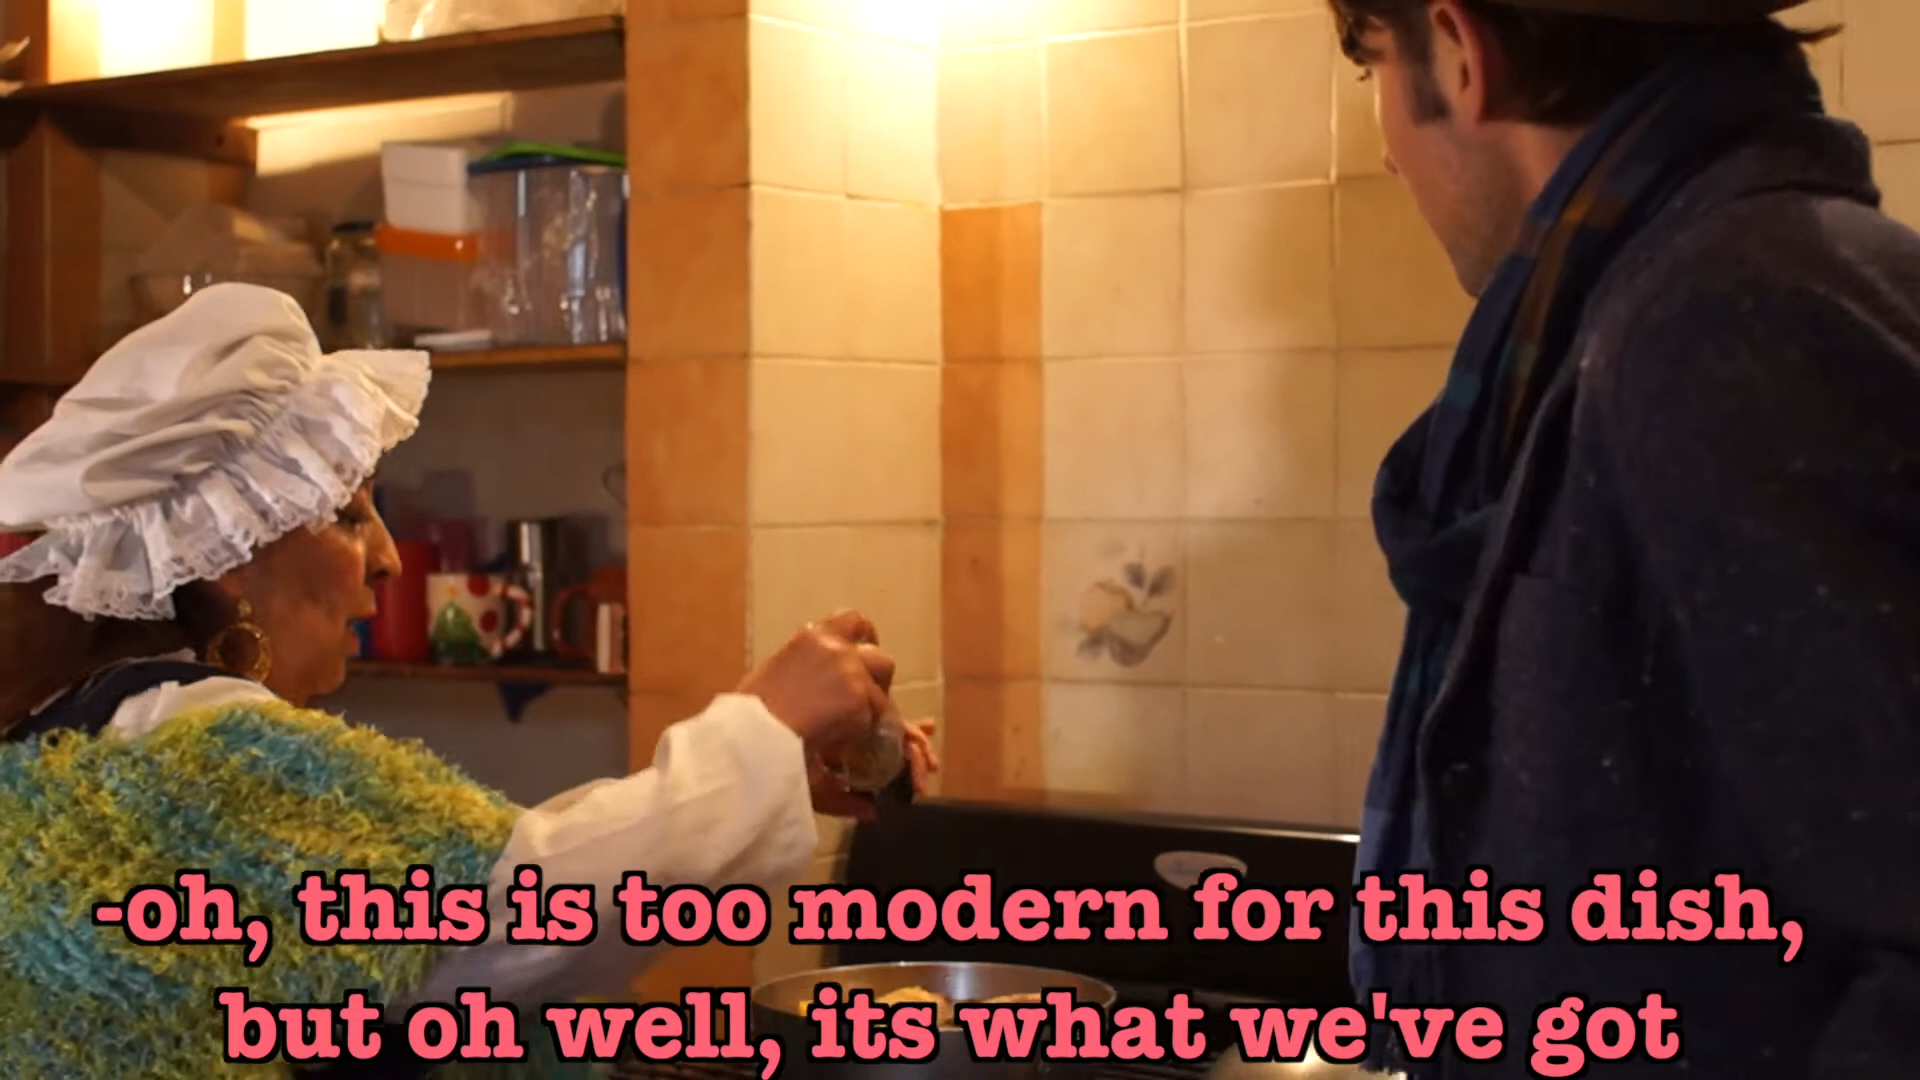 -oh, this is too modern for this dish,
but oh well, its what we've got